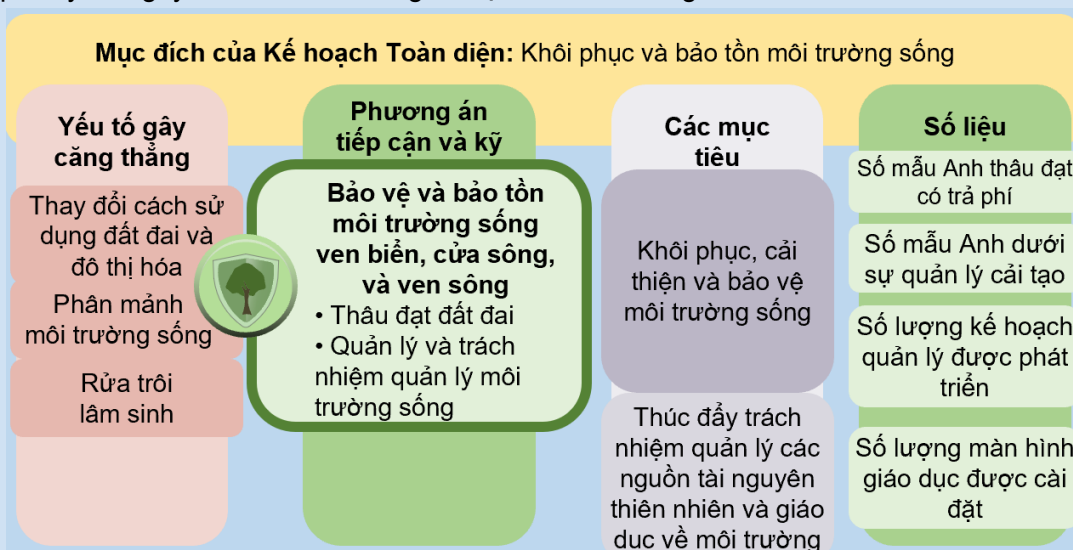 Mục đích của Kế hoạch Toàn diện: Khôi phục và bảo tồn môi trường sống
Yếu tố gây
căng thẳng
Thay đổi cách sử
dụng đất đai và
đô thị hóa
Phân mảnh
môi trường sống
Rửa trôi
lâm sinh
Phương án
tiếp cận và kỹ
Bảo vệ và bảo tồn
môi trường sống
ven biển, cửa sông,
và ven sông
• Thâu đạt đất đai
• Quản lý và trách
nhiệm quản lý môi
trường sống
Các mục
tiêu
Khôi phục, cải
thiện và bảo vệ
môi trường sống
Thúc đẩy trách
nhiệm quản lý các
nguồn tài nguyên
thiên nhiên và giáo
dục về môi trường
Số liệu
Số mẫu Anh thâu đạt
có trả phí
Số mẫu Anh dưới
sự quản lý cải tạo
Số lượng kế hoạch
quản lý được phát
triển
Số lượng màn hình
giáo dục được cài
đặt